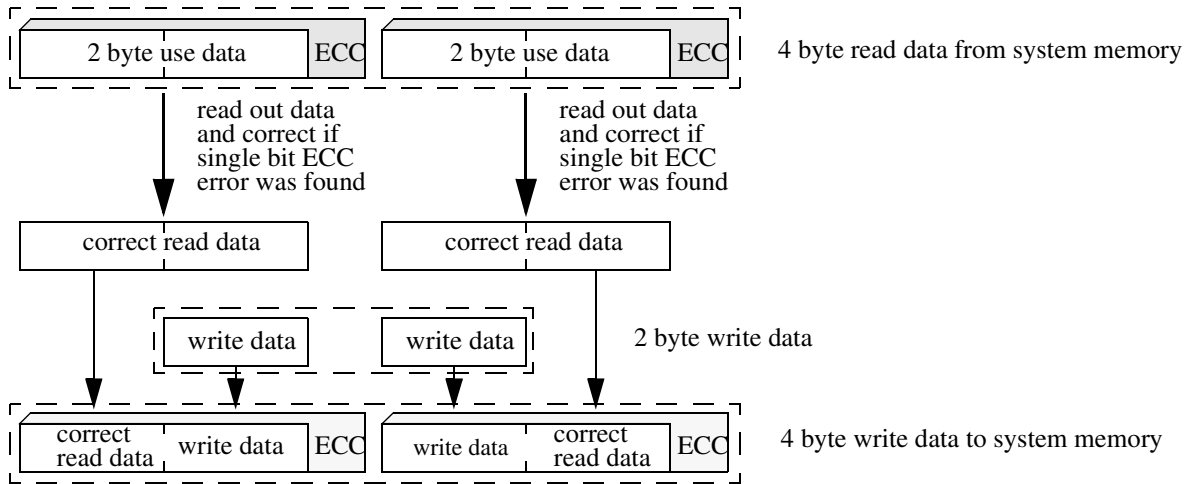 2 byte use data ECC 2 byte use data ECC 4 byte read data from system memory
read out data
and correct if
single bit ECC
error was found
read out data
and correct if
single bit ECC
error was found
correct read data correct read data
write data write data 2 byte write data
correct
read data
write data ECC
write data
correct
read data
ECC
4 byte write data to system memory